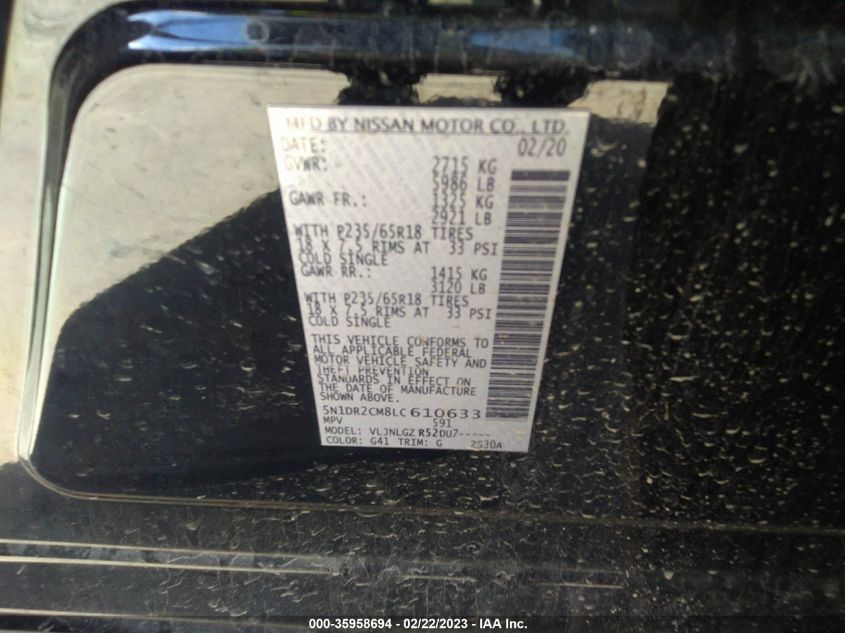 MFD BY NISSAN MOTOR CO., LTD.
DATE: 02/20
GVWR: 2715 KG
5986 LB
GAWR FR.: 1325 KG
2921 LB
WITH P235/65R18 TIRES
18 X 7.5 RIMS AT 33 PSI
COLD SINGLE
GAWR RR.: 1415 KG
3120 LB
WITH P235/65R18 TIRES
18 X 7.5 RIMS AT 33 PSI
COLD SINGLE
THIS VEHICLE CONFORMS TO
ALL APPLICABLE FEDERAL
MOTOR VEHICLE SAFETY AND
THEFT PREVENTION
STANDARDS IN EFFECT ON
THE DATE OF MANUFACTURE
SHOWN ABOVE.
5N1DR2CM8LC610633
MPV 591
MODEL: VLJNLGZ R52DU7-----
COLOR: G41 TRIM: G 2S30A
000-35958694 - 02/22/2023 - IAA Inc.